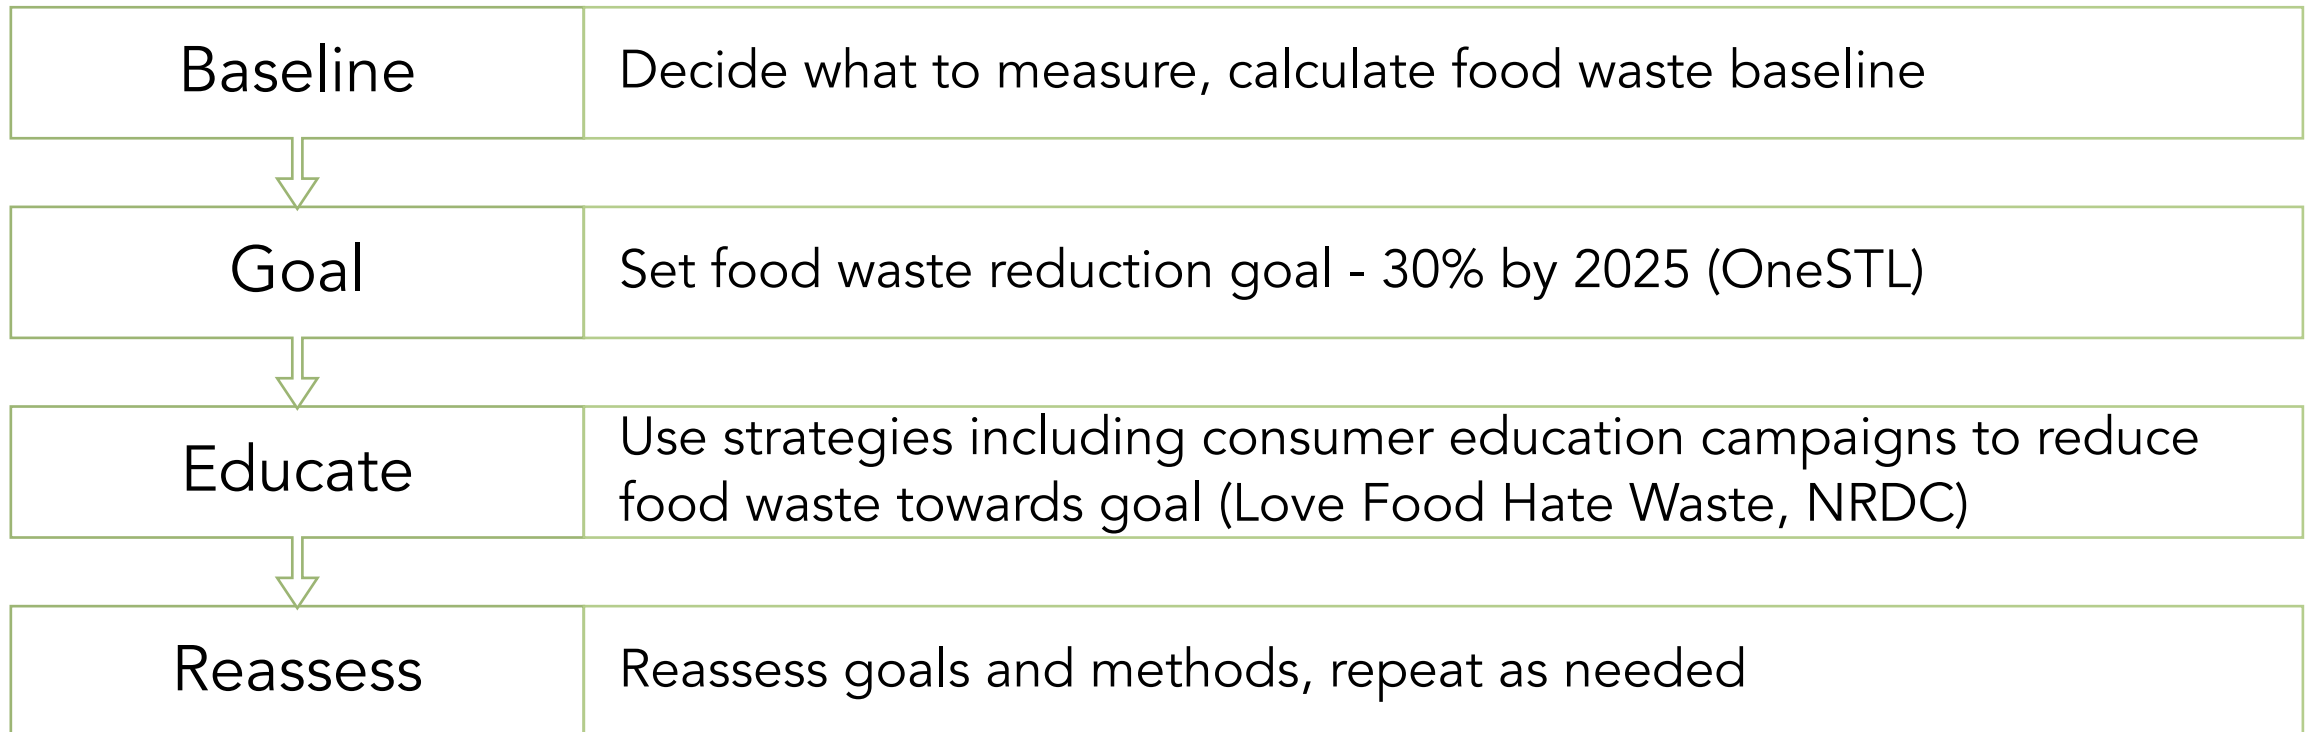 Baseline
Decide what to measure, calculate food waste baseline
Goal
Set food waste reduction goal - 30% by 2025 (OneSTL)
Educate
Use strategies including consumer education campaigns to reduce
food waste towards goal (Love Food Hate Waste, NRDC)
Reassess
Reassess goals and methods, repeat as needed